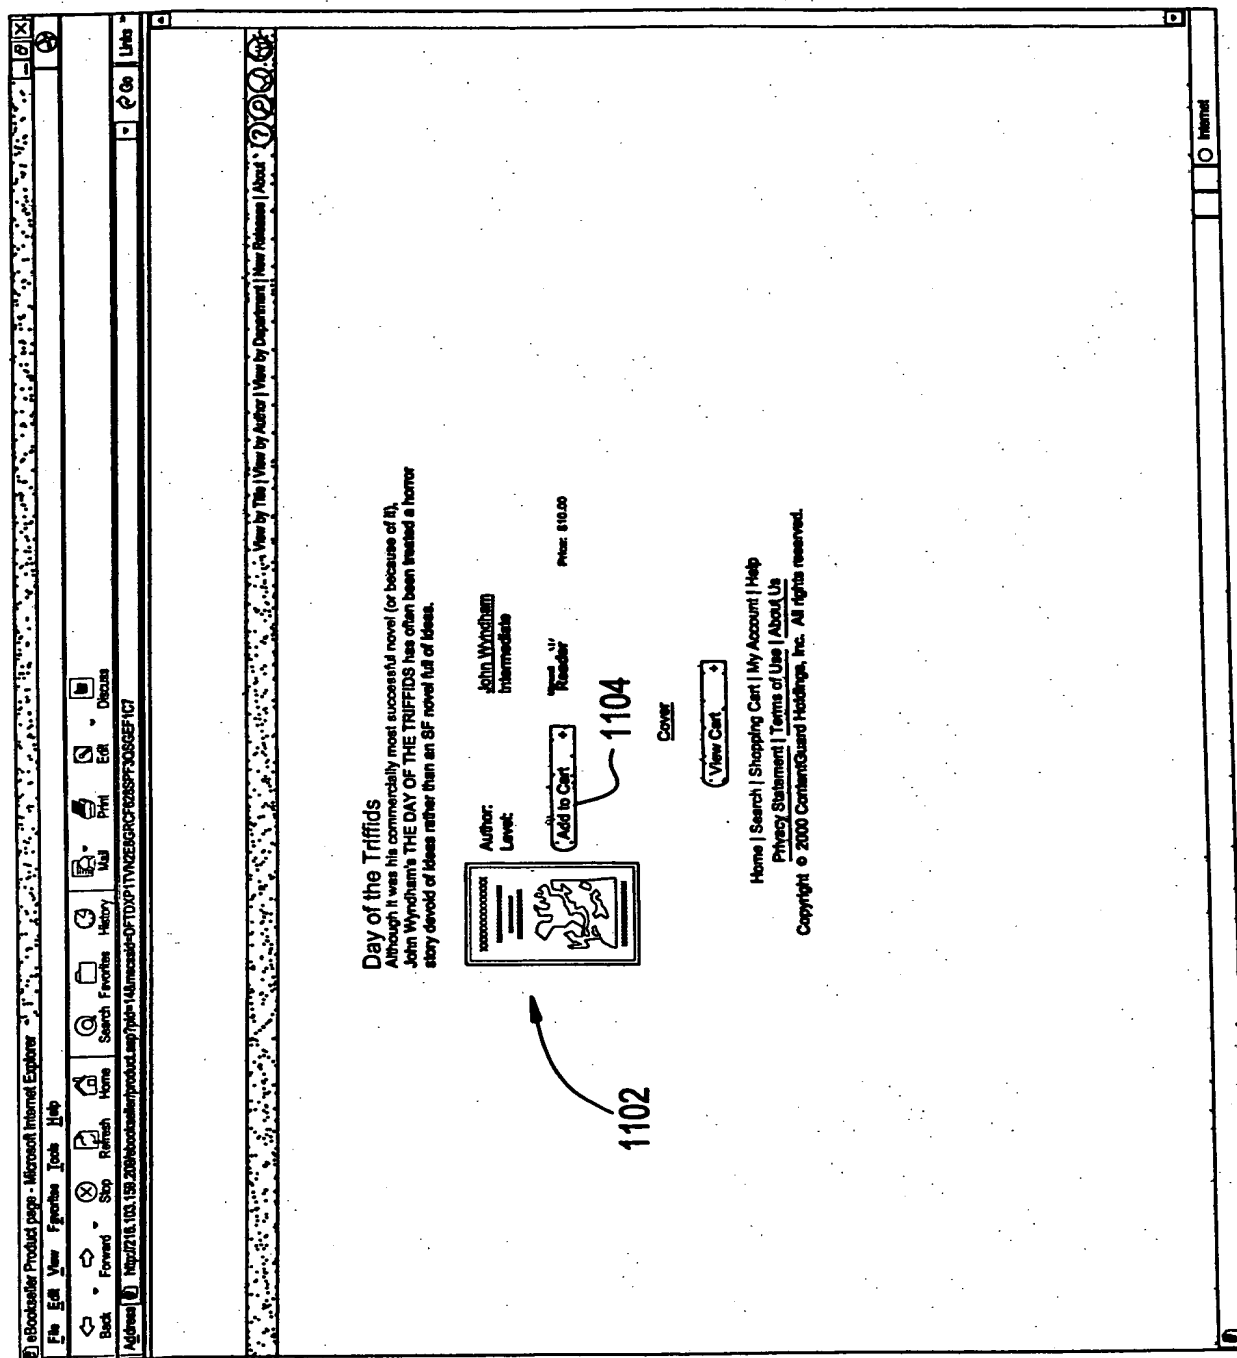 eBookseller Product page - Microsoft Internet Explorer
File Edit View Favorites Tools Help
Back Forward Stop Refresh Home Search Favorites History Mail Print Edit Discuss
Address Go Links
View by Title | View by Author | View by Department | New Releases | About
Day of the Triffids
Although it was his commercially most successful novel (or because of it),
John Wyndham's THE DAY OF THE TRIFFIDS has often been treated a horror
story devoid of ideas rather than an SF novel full of ideas.
XXXXXXXXXXXX
Author: John Wyndham
Level: Intermediate
Add to Cart + Microsoft Reader Price: $10.00
1102
1104
Cover
View Cart +
Home | Search | Shopping Cart | My Account | Help
Privacy Statement | Terms of Use | About Us
Copyright © 2000 ContentGuard Holdings, Inc. All rights reserved.
Internet